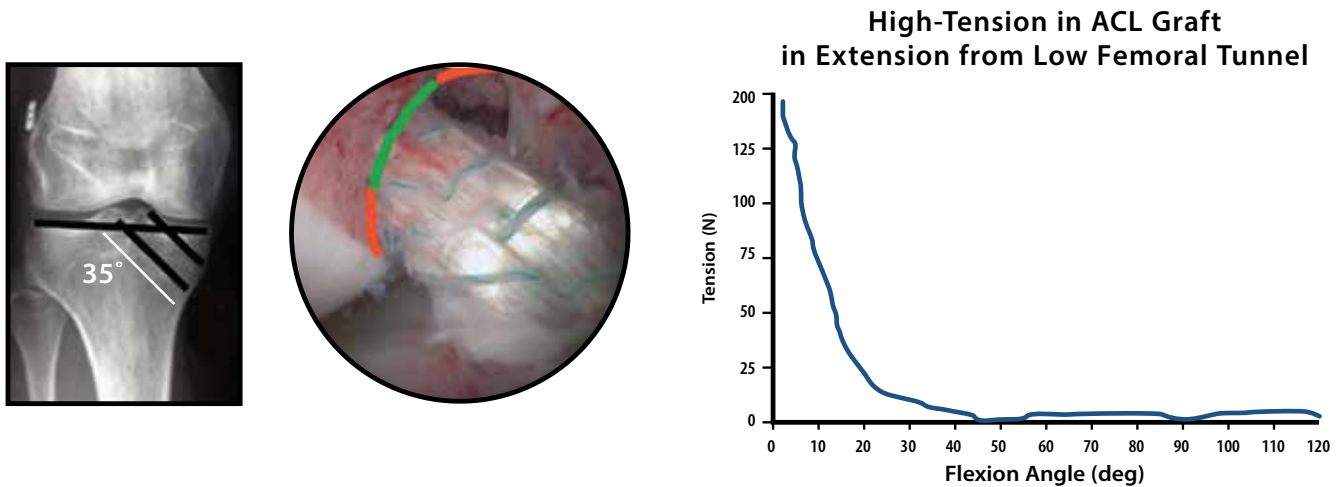 High-Tension in ACL Graft
in Extension from Low Femoral Tunnel
35°
200
125
100
75
50
25
0
Tension (N)
0 10 20 30 40 50 60 70 80 90 100 110 120
Flexion Angle (deg)